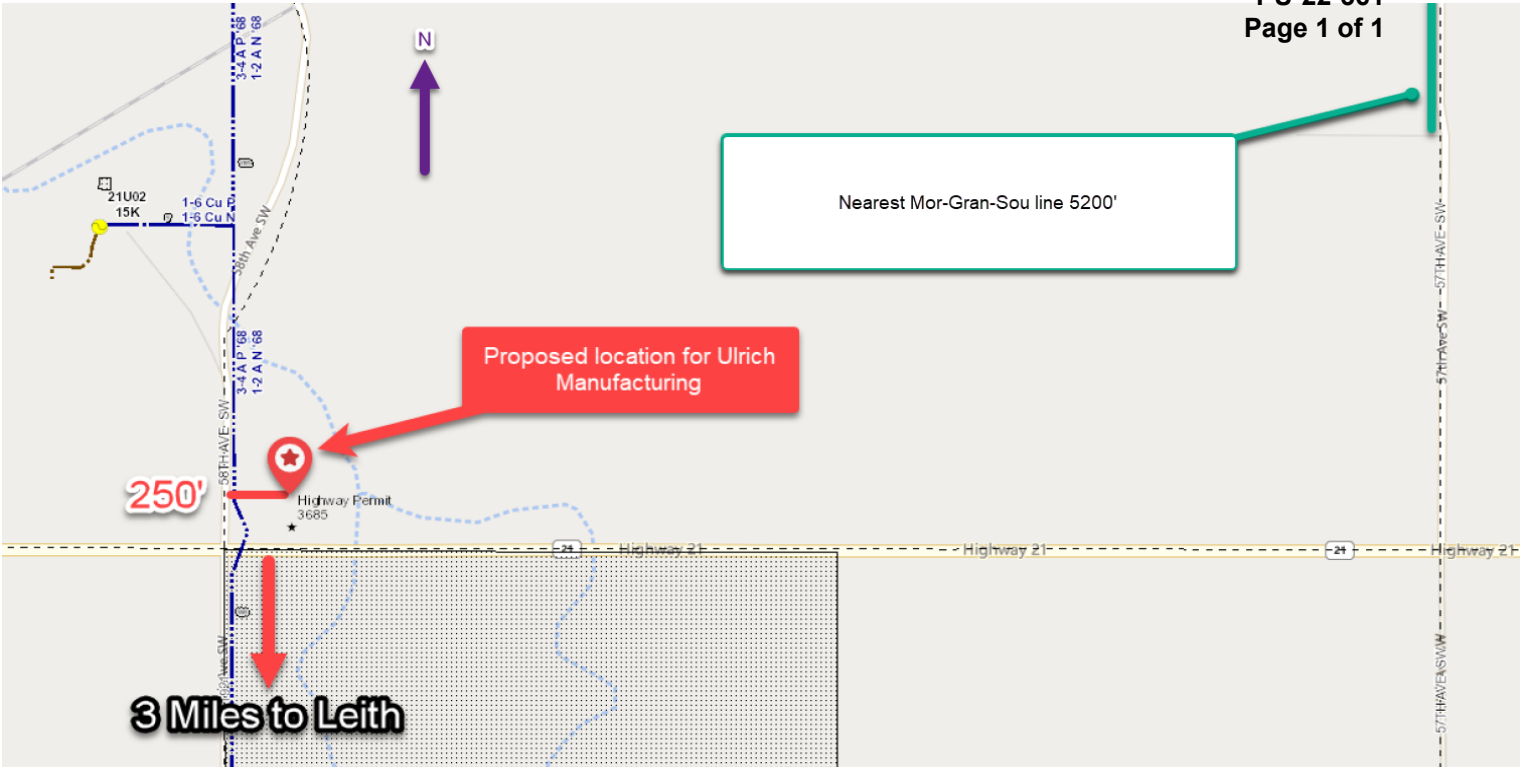 Page 1 of 1
3-4 A P '68
1-2 A N '68
N
21U02
15K
1-6 Cu P
1-6 Cu N
58th Ave SW
Nearest Mor-Gran-Sou line 5200'
57TH AVE SW
57th Ave SW
3-4 A P '68
1-2 A N '68
Proposed location for Ulrich
Manufacturing
58TH AVE SW
250'
Highway Permit
3685
21
Highway 21
Highway 21
21
Highway 21
3 Miles to Leith